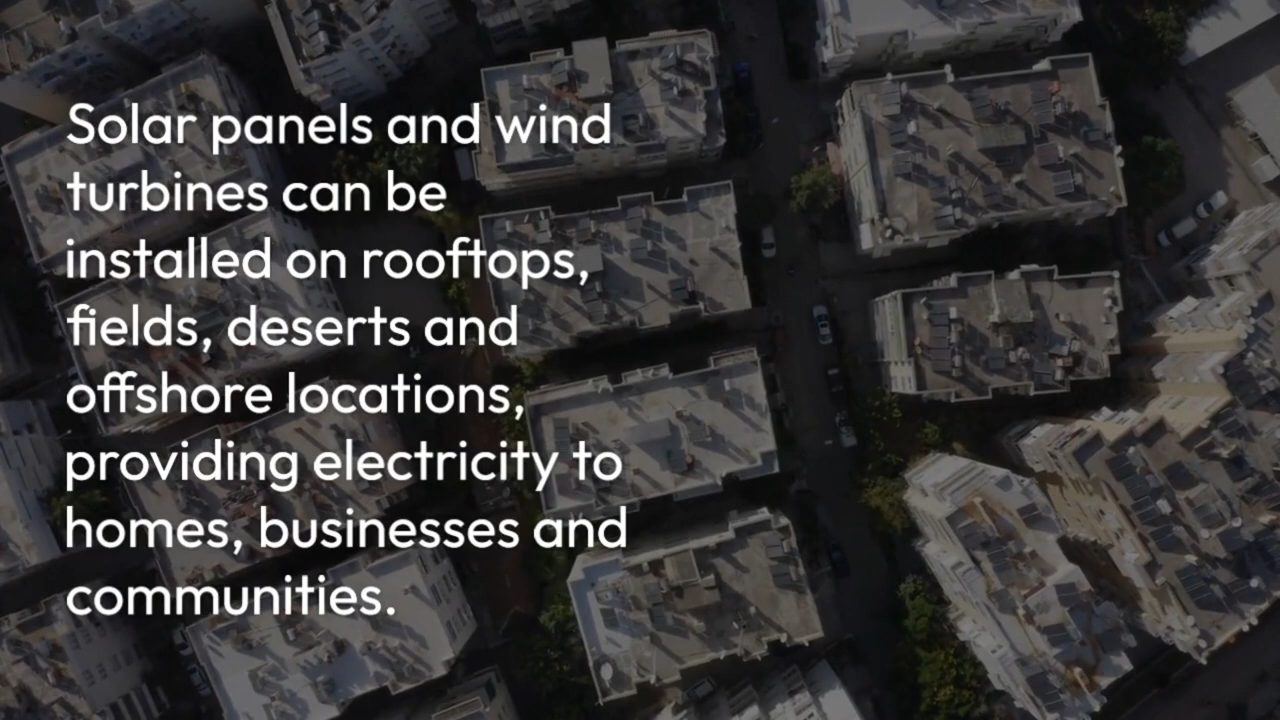 Solar panels and wind
turbines can be
installed on rooftops,
fields, deserts and
offshore locations,
providing electricity to
homes, businesses and
communities.